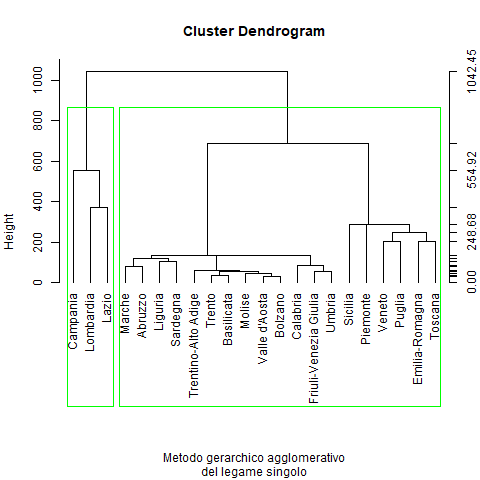 Cluster Dendrogram
Height
0
200
400
600
800
1000
0.00
248.68
554.92
1042.45
Campania
Lombardia
Lazio
Marche
Abruzzo
Liguria
Sardegna
Trentino-Alto Adige
Trento
Basilicata
Molise
Valle d'Aosta
Bolzano
Calabria
Friuli-Venezia Giulia
Umbria
Sicilia
Piemonte
Veneto
Puglia
Emilia-Romagna
Toscana
Metodo gerarchico agglomerativo
del legame singolo